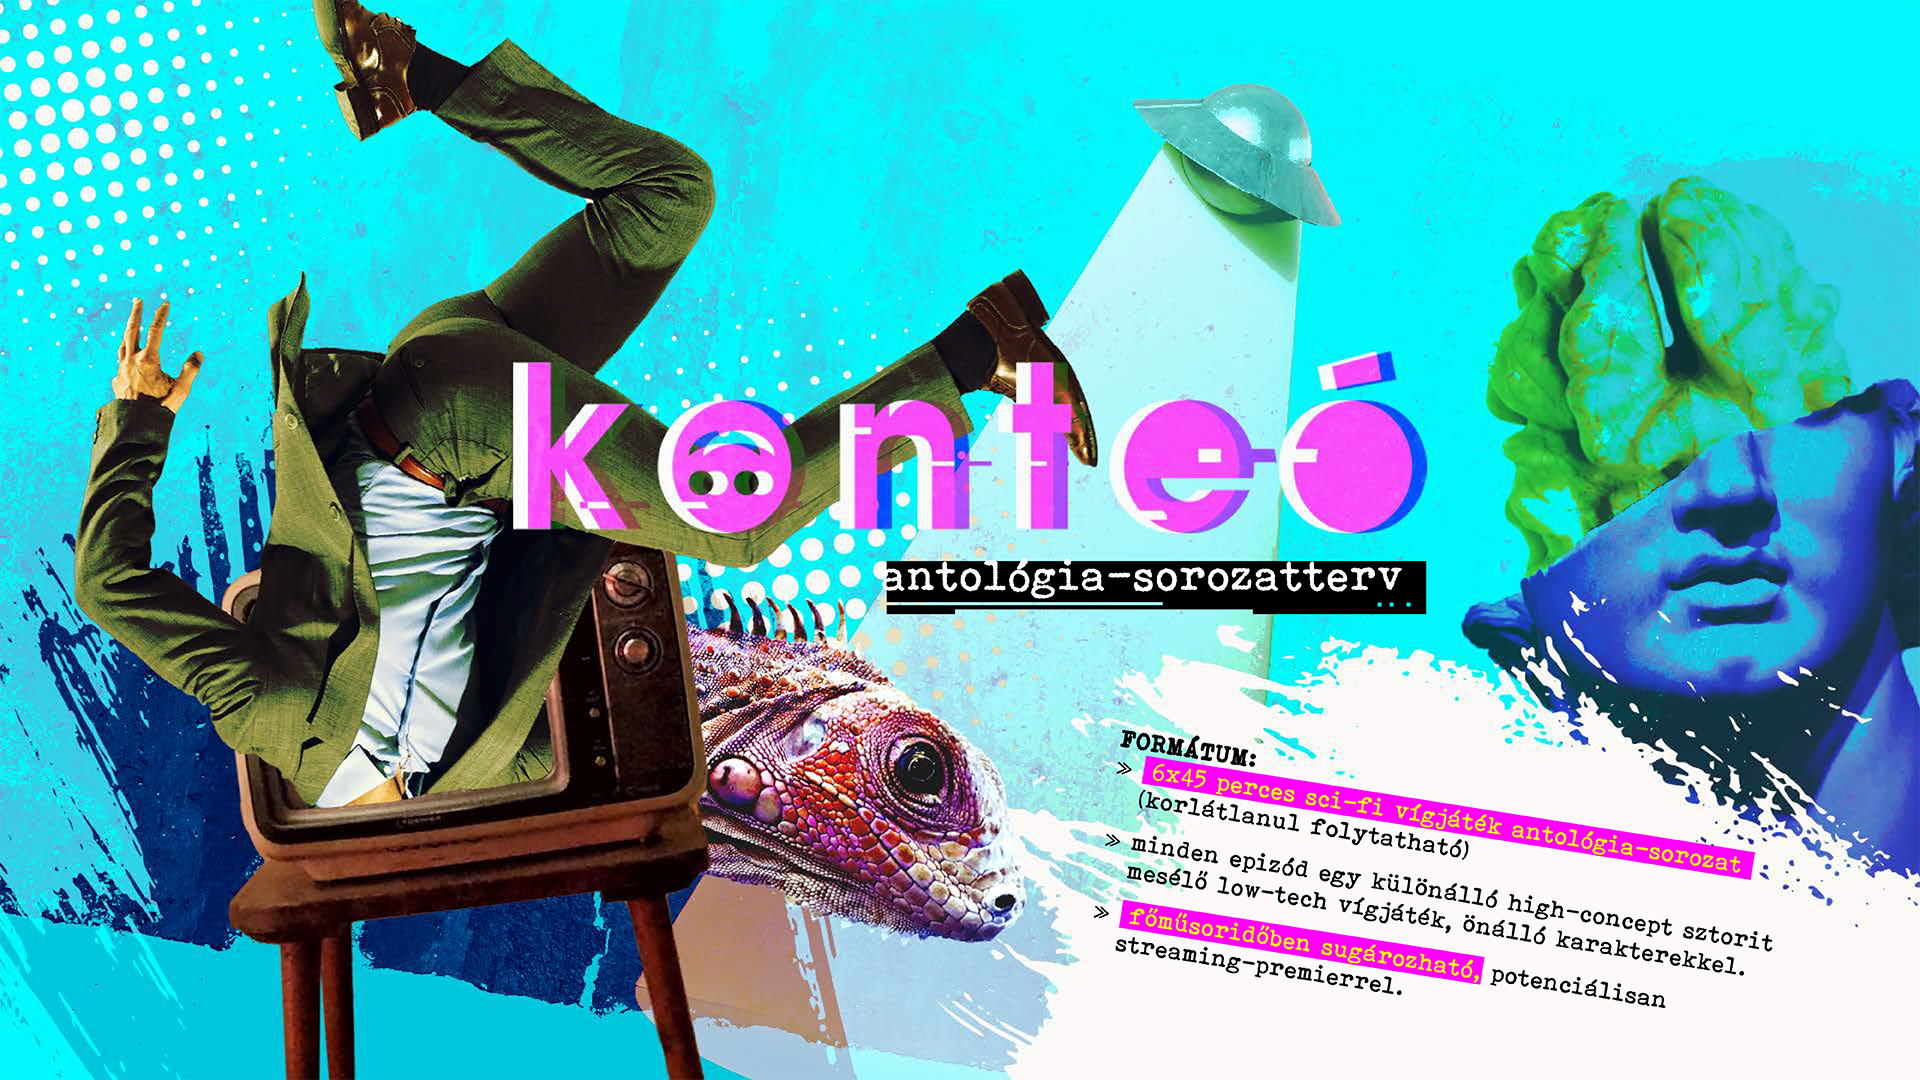 konteó
antológia-sorozatterv
FORMÁTUM:
» 6x45 perces sci-fi vígjáték antológia-sorozat
(korlátlanul folytatható)
» minden epizód egy különálló high-concept sztorit
mesélő low-tech vígjáték, önálló karakterekkel.
» főműsoridőben sugározható, potenciálisan
streaming-premierrel.